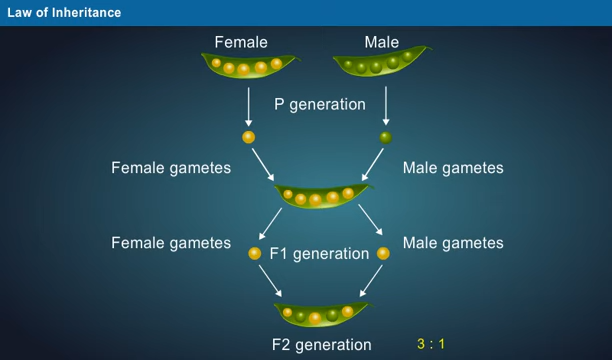 Law of Inheritance
Female
Male
P generation
Female gametes
Male gametes
Female gametes
F1 generation
Male gametes
F2 generation
3 : 1